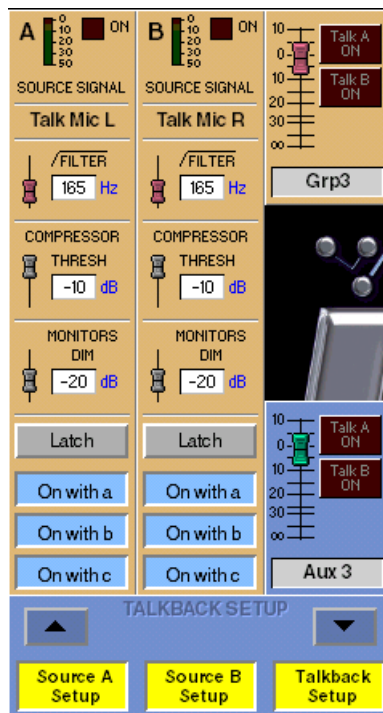 A 0 10 20 30 50 ON
SOURCE SIGNAL
Talk Mic L
FILTER
165 Hz
COMPRESSOR
THRESH
-10 dB
MONITORS
DIM
-20 dB
Latch
On with a
On with b
On with c
B 0 10 20 30 50 ON
SOURCE SIGNAL
Talk Mic R
FILTER
165 Hz
COMPRESSOR
THRESH
-10 dB
MONITORS
DIM
-20 dB
Latch
On with a
On with b
On with c
10
0
10
20
30
∞
Talk A
ON
Talk B
ON
Grp3
10
0
10
20
30
∞
Talk A
ON
Talk B
ON
Aux 3
TALKBACK SETUP
Source A
Setup
Source B
Setup
Talkback
Setup